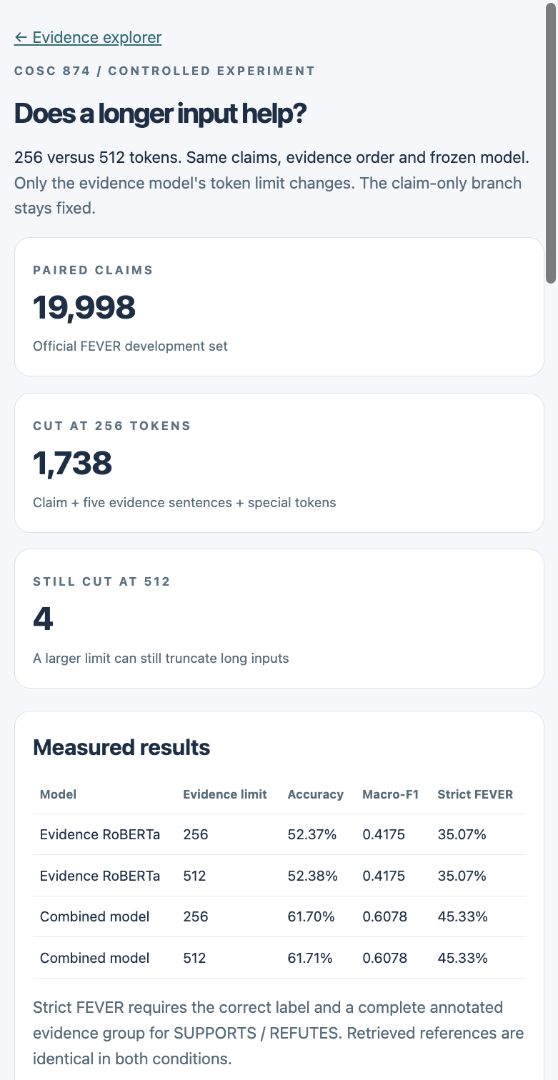 ← Evidence explorer
COSC 874 / CONTROLLED EXPERIMENT
Does a longer input help?
256 versus 512 tokens. Same claims, evidence order and frozen model.
Only the evidence model's token limit changes. The claim-only branch
stays fixed.
PAIRED CLAIMS
19,998
Official FEVER development set
CUT AT 256 TOKENS
1,738
Claim + five evidence sentences + special tokens
STILL CUT AT 512
4
A larger limit can still truncate long inputs
Measured results
Model Evidence limit Accuracy Macro-F1 Strict FEVER
Evidence RoBERTa 256 52.37% 0.4175 35.07%
Evidence RoBERTa 512 52.38% 0.4175 35.07%
Combined model 256 61.70% 0.6078 45.33%
Combined model 512 61.71% 0.6078 45.33%
Strict FEVER requires the correct label and a complete annotated
evidence group for SUPPORTS / REFUTES. Retrieved references are
identical in both conditions.